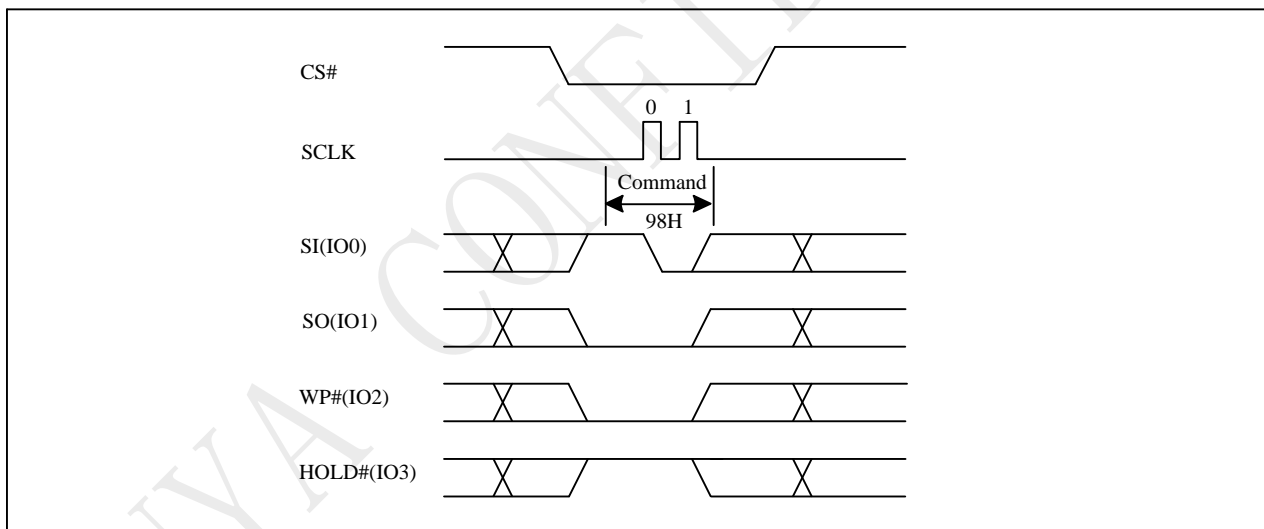 CS#
0 1
SCLK
Command
98H
SI(IO0)
SO(IO1)
WP#(IO2)
HOLD#(IO3)